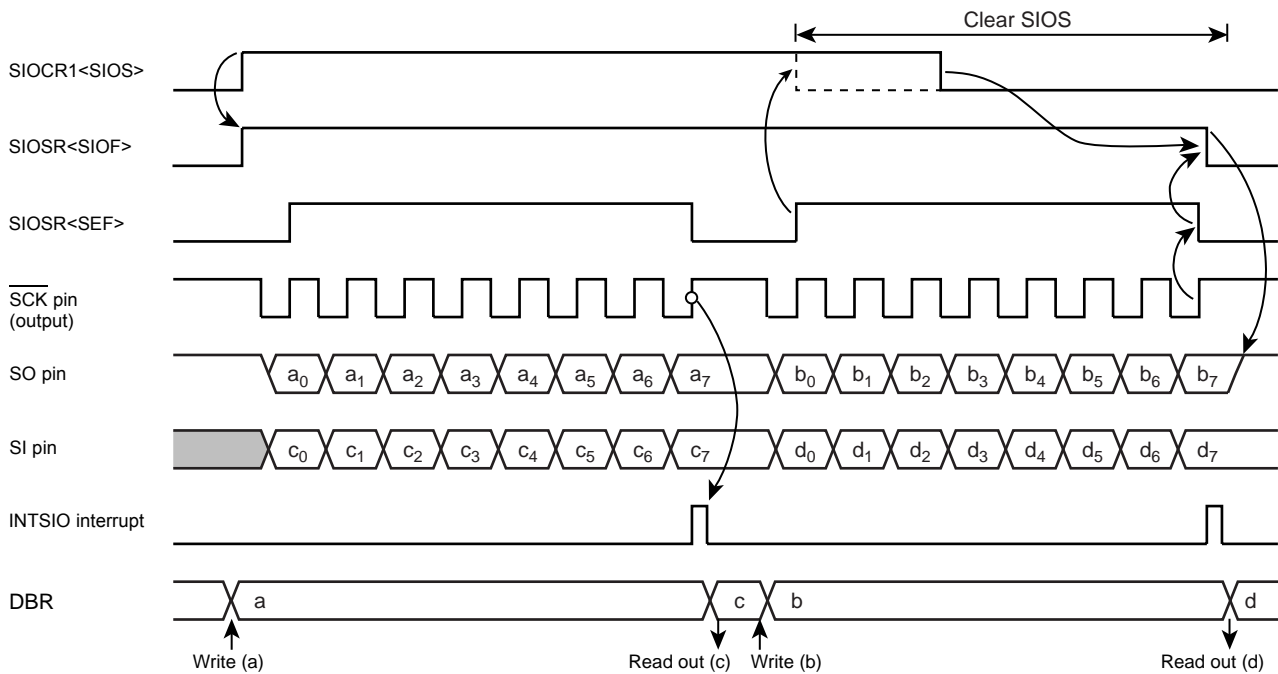 Clear SIOS
SIOCR1<SIOS>
SIOSR<SIOF>
SIOSR<SEF>
SCK pin
(output)
SO pin a0 a1 a2 a3 a4 a5 a6 a7 b0 b1 b2 b3 b4 b5 b6 b7
SI pin c0 c1 c2 c3 c4 c5 c6 c7 d0 d1 d2 d3 d4 d5 d6 d7
INTSIO interrupt
DBR a c b d
Write (a) Read out (c) Write (b) Read out (d)